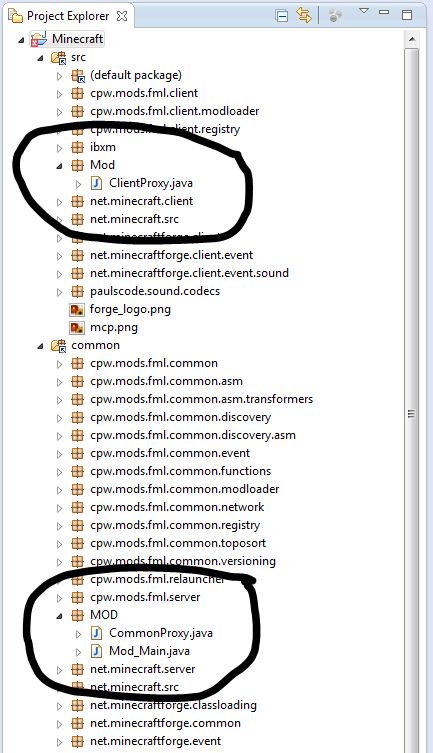 Project Explorer
Minecraft
src
(default package)
cpw.mods.fml.client
cpw.mods.fml.client.modloader
cpw.mods.fml.client.registry
ibxm
Mod
ClientProxy.java
net.minecraft.client
net.minecraft.src
net.minecraftforge.client
net.minecraftforge.client.event
net.minecraftforge.client.event.sound
paulscode.sound.codecs
forge_logo.png
mcp.png
common
cpw.mods.fml.common
cpw.mods.fml.common.asm
cpw.mods.fml.common.asm.transformers
cpw.mods.fml.common.discovery
cpw.mods.fml.common.discovery.asm
cpw.mods.fml.common.event
cpw.mods.fml.common.functions
cpw.mods.fml.common.modloader
cpw.mods.fml.common.network
cpw.mods.fml.common.registry
cpw.mods.fml.common.toposort
cpw.mods.fml.common.versioning
cpw.mods.fml.relauncher
cpw.mods.fml.server
MOD
CommonProxy.java
Mod_Main.java
net.minecraft.server
net.minecraft.src
net.minecraftforge.classloading
net.minecraftforge.common
net.minecraftforge.event